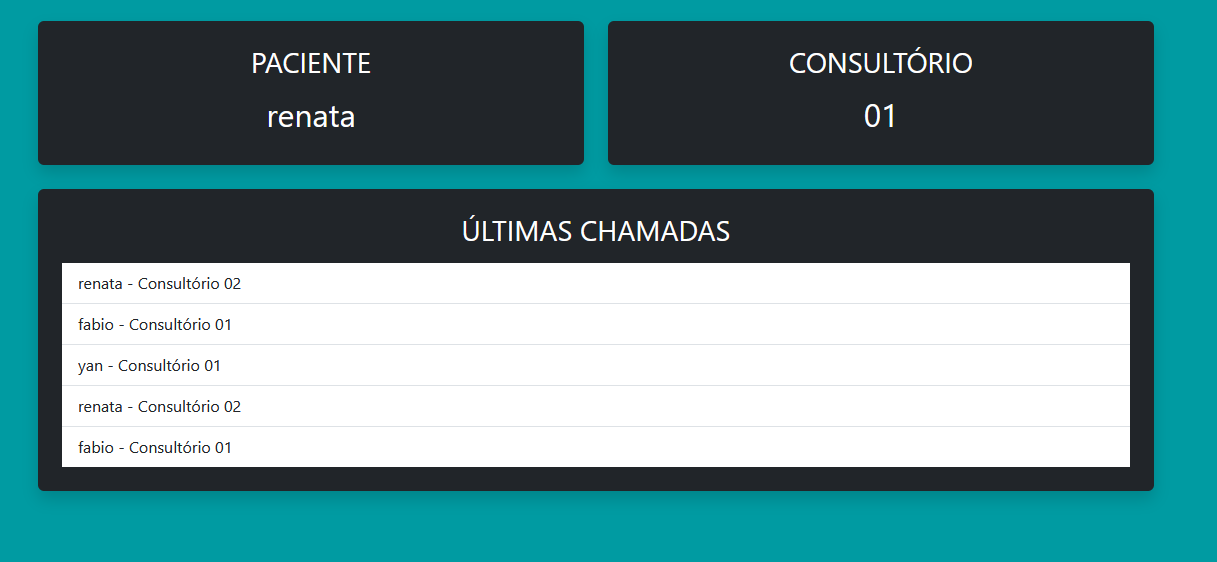 PACIENTE
renata
CONSULTÓRIO
01
ÚLTIMAS CHAMADAS
renata - Consultório 02
fabio - Consultório 01
yan - Consultório 01
renata - Consultório 02
fabio - Consultório 01